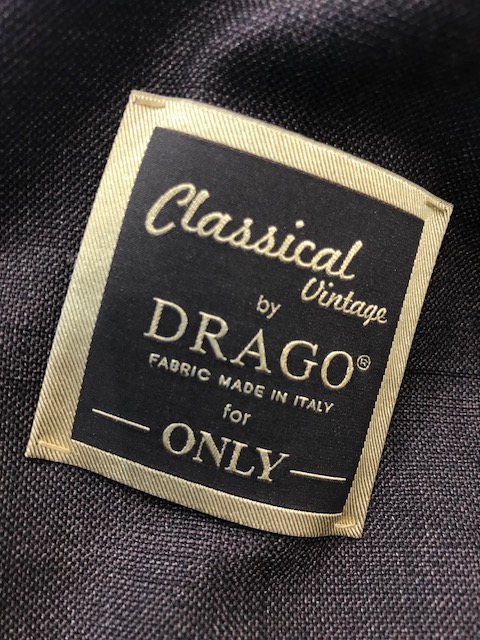 Classical
Vintage
by
DRAGO®
FABRIC MADE IN ITALY
for
— ONLY —